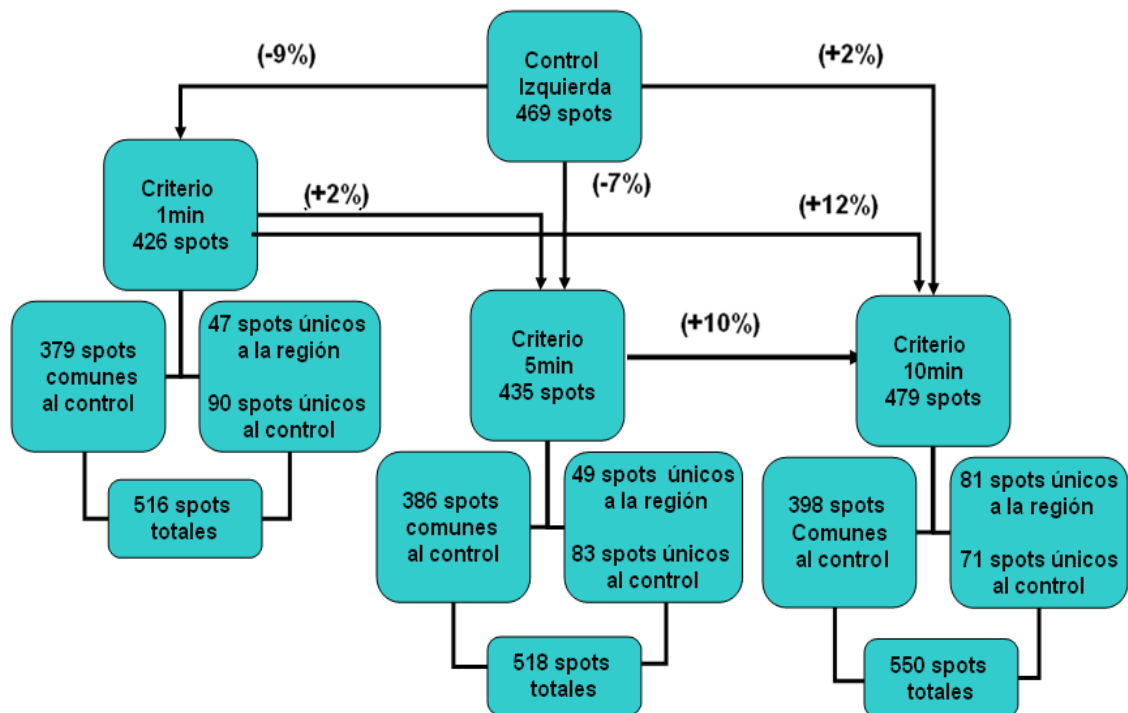 (-9%)
Control
Izquierda
469 spots
(+2%)
Criterio
1min
426 spots
(+2%)
(-7%)
(+12%)
379 spots
comunes
al control
47 spots únicos
a la región
90 spots únicos
al control
516 spots
totales
Criterio
5min
435 spots
(+10%)
Criterio
10min
479 spots
386 spots
comunes
al control
49 spots únicos
a la región
83 spots únicos
al control
518 spots
totales
398 spots
Comunes
al control
81 spots únicos
a la región
71 spots únicos
al control
550 spots
totales